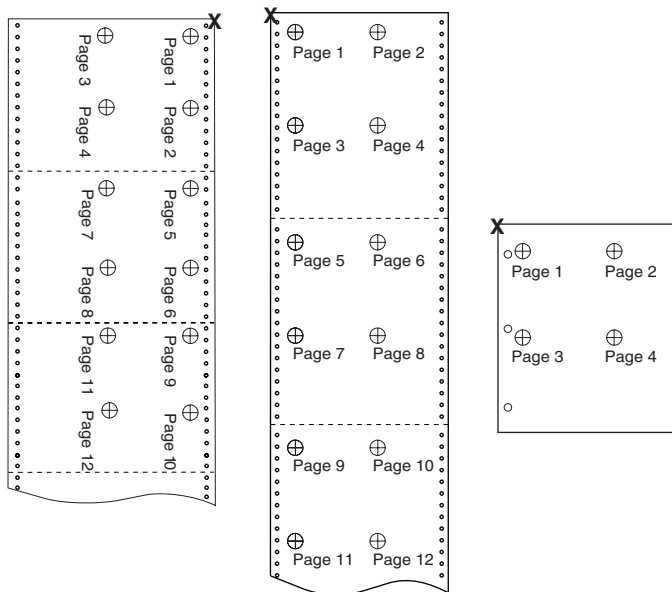 X
Page 1
Page 2
Page 3
Page 4
Page 5
Page 6
Page 7
Page 8
Page 9
Page 10
Page 11
Page 12
X
Page 1 Page 2
Page 3 Page 4
Page 5 Page 6
Page 7 Page 8
Page 9 Page 10
Page 11 Page 12
X
Page 1 Page 2
Page 3 Page 4